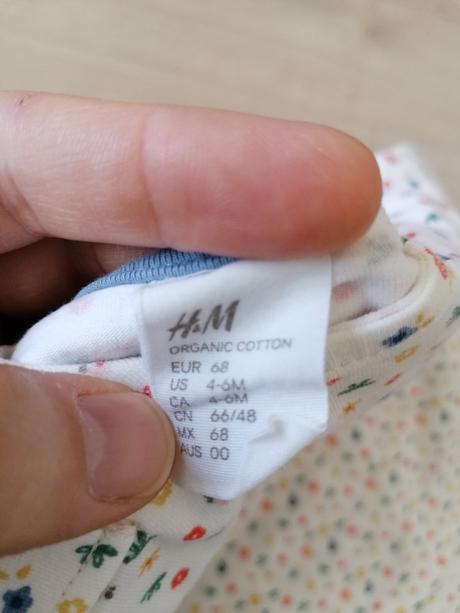 H&M
ORGANIC COTTON
EUR 68
US 4-6M
CA 4-6M
CN 66/48
MX 68
AUS 00